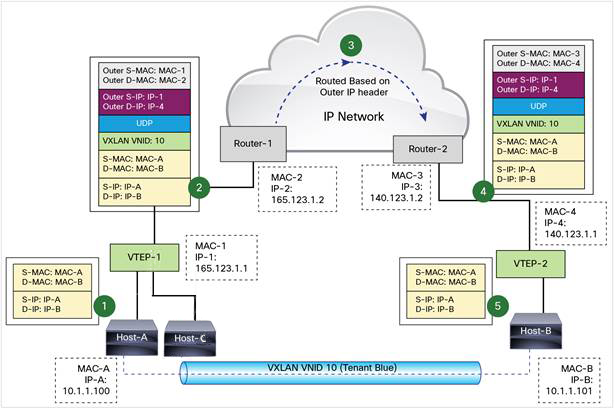 Outer S-MAC: MAC-1
Outer D-MAC: MAC-2
Outer S-IP: IP-1
Outer D-IP: IP-4
UDP
VXLAN VNID: 10
S-MAC: MAC-A
D-MAC: MAC-B
S-IP: IP-A
D-IP: IP-B
2
3
Routed Based on
Outer IP header
IP Network
Router-1
Router-2
MAC-2
IP-2:
165.123.1.2
MAC-3
IP-3:
140.123.1.2
Outer S-MAC: MAC-3
Outer D-MAC: MAC-4
Outer S-IP: IP-1
Outer D-IP: IP-4
UDP
VXLAN VNID: 10
S-MAC: MAC-A
D-MAC: MAC-B
S-IP: IP-A
D-IP: IP-B
4
MAC-4
IP-4:
140.123.1.1
VTEP-1
MAC-1
IP-1:
165.123.1.1
VTEP-2
S-MAC: MAC-A
D-MAC: MAC-B
S-IP: IP-A
D-IP: IP-B
1
S-MAC: MAC-A
D-MAC: MAC-B
S-IP: IP-A
D-IP: IP-B
5
Host-A
Host-C
Host-B
MAC-A
IP-A:
10.1.1.100
VXLAN VNID 10 (Tenant Blue)
MAC-B
IP-B:
10.1.1.101